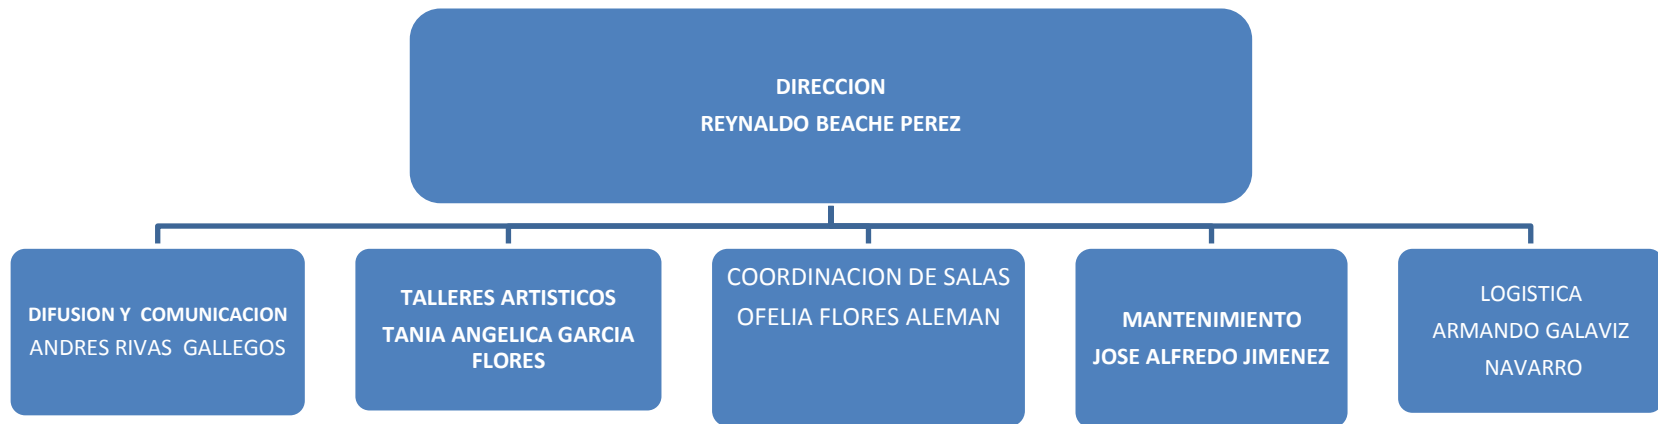 DIRECCION
REYNALDO BEACHE PEREZ
DIFUSION Y  COMUNICACION
ANDRES RIVAS  GALLEGOS
TALLERES ARTISTICOS
TANIA ANGELICA GARCIA
FLORES
COORDINACION DE SALAS
OFELIA FLORES ALEMAN
MANTENIMIENTO
JOSE ALFREDO JIMENEZ
LOGISTICA
ARMANDO GALAVIZ
NAVARRO